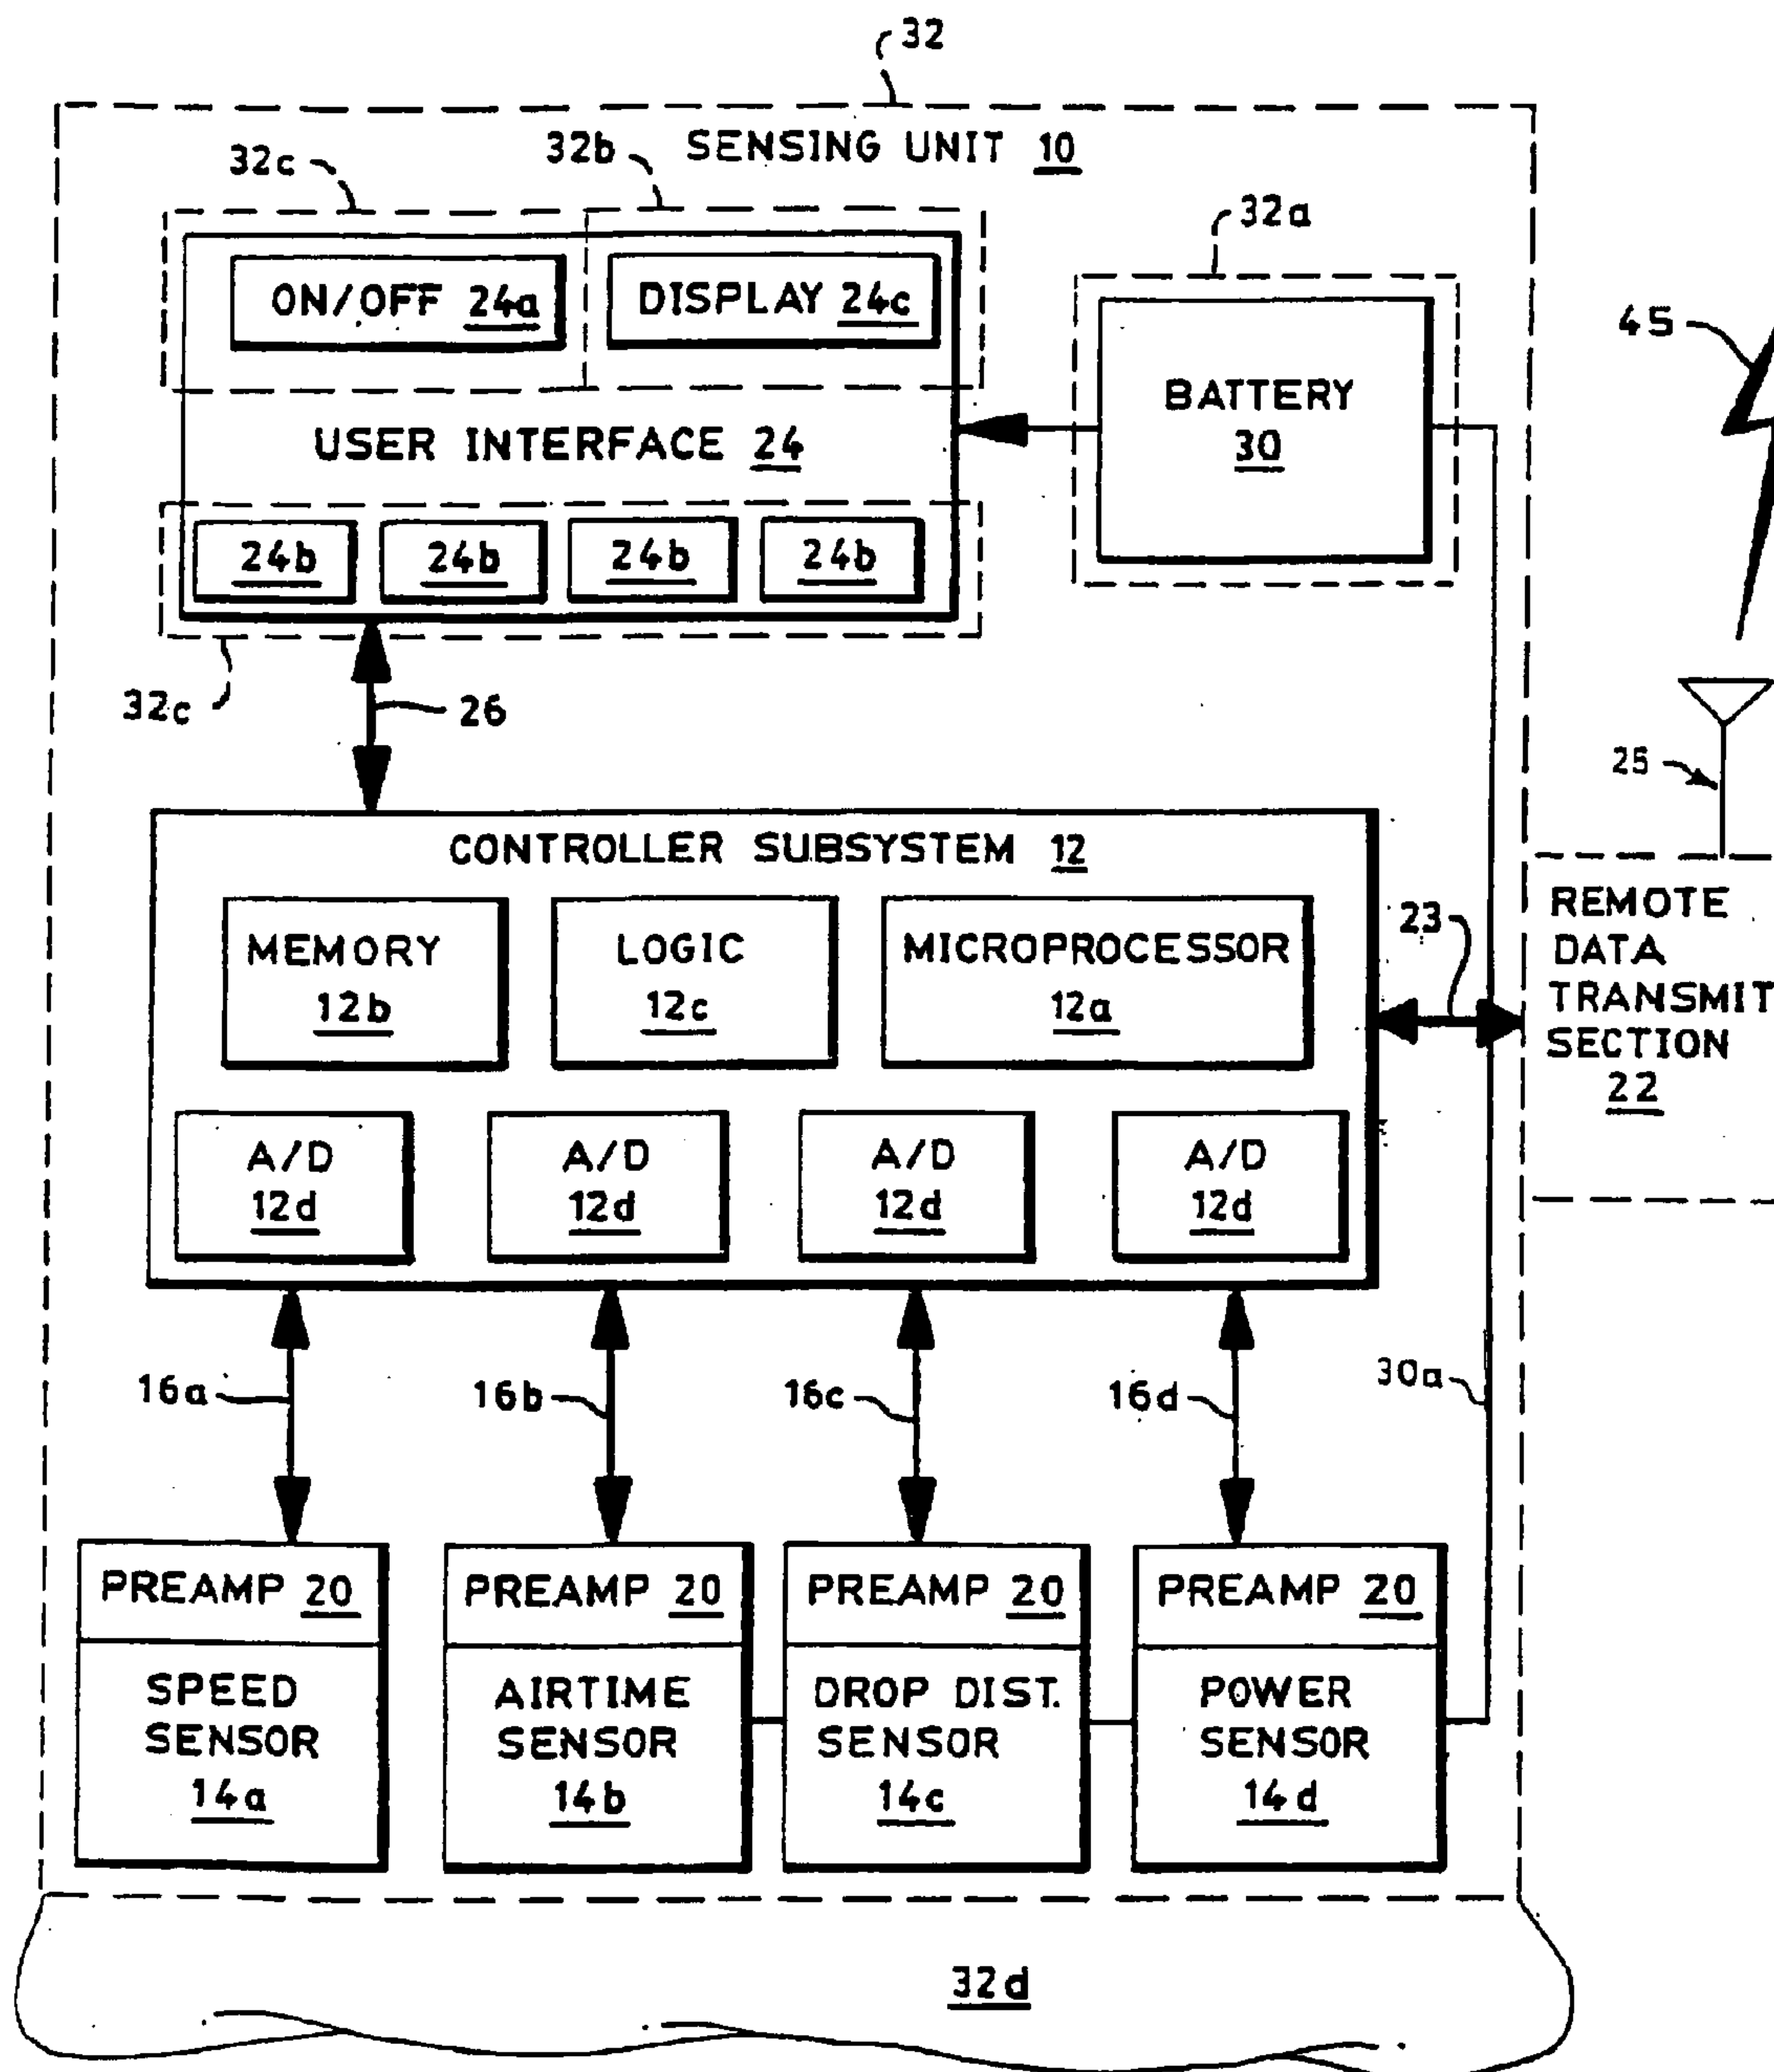 32
SENSING UNIT 10
32c
32b
32a
ON/OFF 24a
DISPLAY 24c
45
BATTERY
30
USER INTERFACE 24
24b 24b 24b 24b
32c
26
25
CONTROLLER SUBSYSTEM 12
MEMORY
12b
LOGIC
12c
MICROPROCESSOR
12a
23
REMOTE
DATA
TRANSMIT
SECTION
22
A/D
12d
A/D
12d
A/D
12d
A/D
12d
16a
16b
16c
16d
30a
PREAMP 20
SPEED
SENSOR
14a
PREAMP 20
AIRTIME
SENSOR
14b
PREAMP 20
DROP DIST.
SENSOR
14c
PREAMP 20
POWER
SENSOR
14d
32d